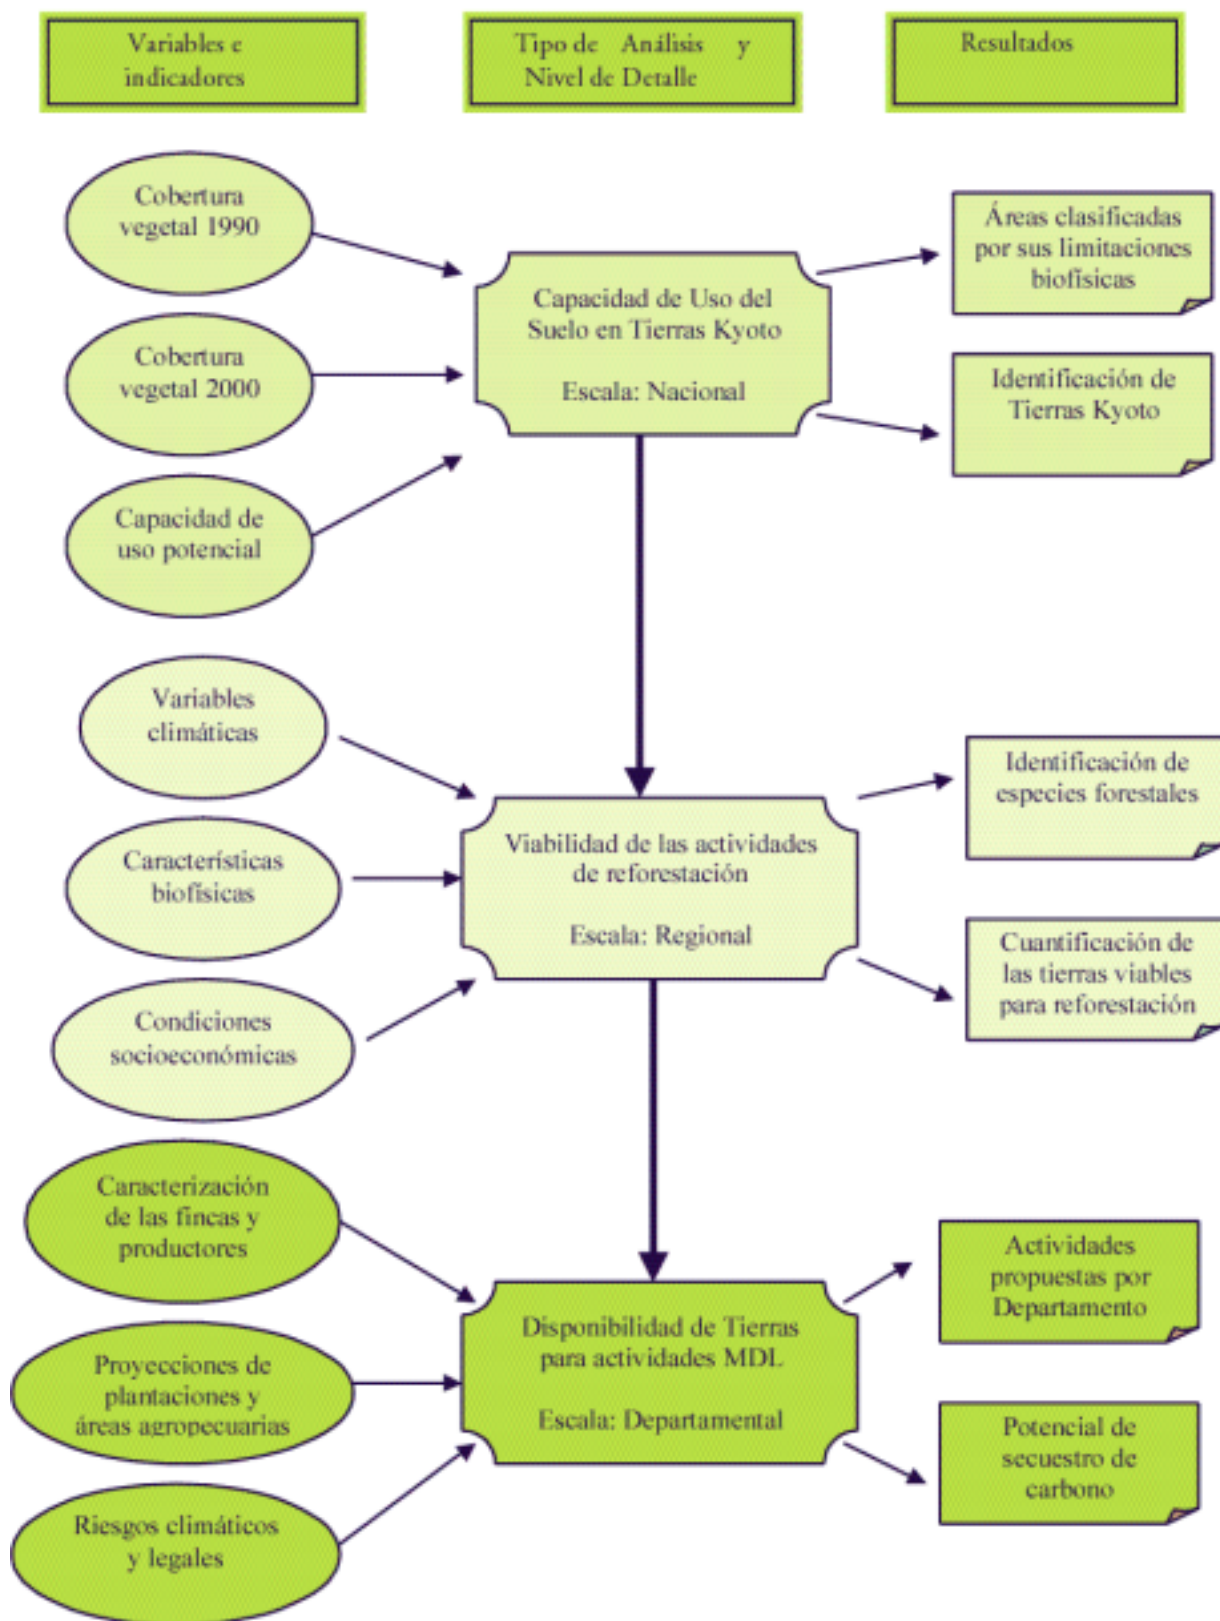 Variables e
indicadores
Tipo de Análisis y
Nivel de Detalle
Resultados
Cobertura
vegetal 1990
Cobertura
vegetal 2000
Capacidad de
uso potencial
Capacidad de Uso del
Suelo en Tierras Kyoto
Escala: Nacional
Áreas clasificadas
por sus limitaciones
biofísicas
Identificación de
Tierras Kyoto
Variables
climáticas
Características
biofísicas
Condiciones
socioeconómicas
Viabilidad de las actividades
de reforestación
Escala: Regional
Identificación de
especies forestales
Cuantificación de
las tierras viables
para reforestación
Caracterización
de las fincas y
productores
Proyecciones de
plantaciones y
áreas agropecuarias
Riesgos climáticos
y legales
Disponibilidad de Tierras
para actividades MDL
Escala: Departamental
Actividades
propuestas por
Departamento
Potencial de
secuestro de
carbono